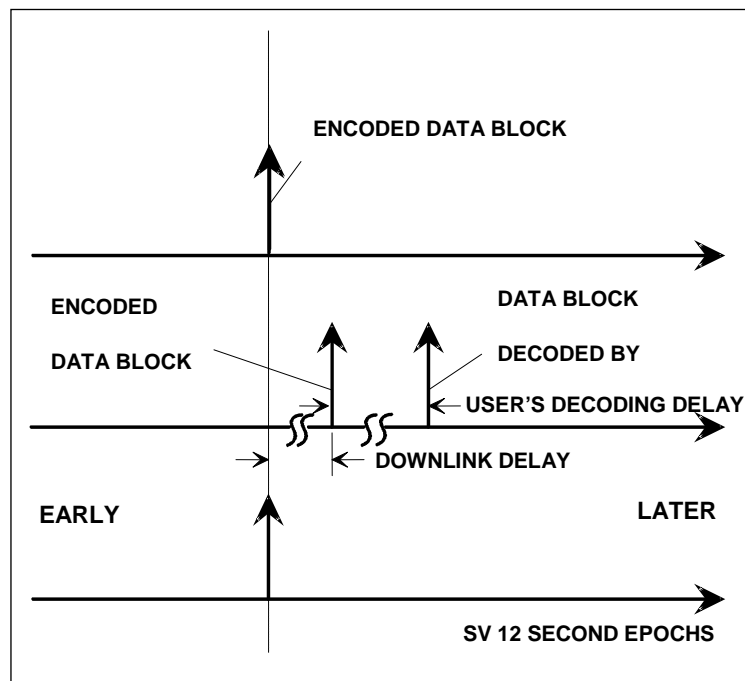 ENCODED DATA BLOCK
ENCODED
DATA BLOCK
DATA BLOCK
DECODED BY
USER'S DECODING DELAY
DOWNLINK DELAY
EARLY
LATER
SV 12 SECOND EPOCHS